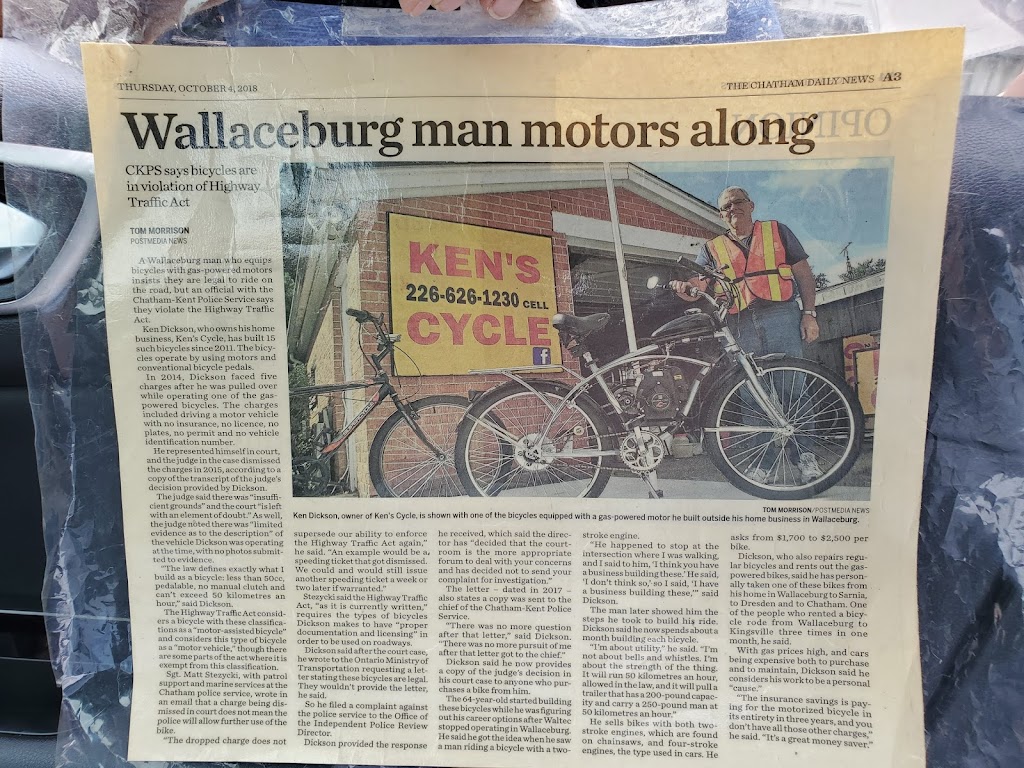 THURSDAY, OCTOBER 4, 2018
THE CHATHAM DAILY NEWS A3
OPINION
Wallaceburg man motors along
CKPS says bicycles are
in violation of Highway
Traffic Act
TOM MORRISON
POSTMEDIA NEWS
A Wallaceburg man who equips
bicycles with gas-powered motors
insists they are legal to ride on
the road, but an official with the
Chatham-Kent Police Service says
they violate the Highway Traffic
Act.
Ken Dickson, who owns his home
business, Ken's Cycle, has built 15
such bicycles since 2011. The bicy-
cles operate by using motors and
conventional bicycle pedals.
In 2014, Dickson faced five
charges after he was pulled over
while operating one of the gas-
powered bicycles. The charges
included driving a motor vehicle
with no insurance, no licence, no
plates, no permit and no vehicle
identification number.
He represented himself in court,
and the judge in the case dismissed
the charges in 2015, according to a
copy of the transcript of the judge's
decision provided by Dickson.
The judge said there was "insuffi-
cient grounds" and the court "is left
with an element of doubt." As well,
the judge noted there was "limited
evidence as to the description" of
the vehicle Dickson was operating
at the time, with no photos submit-
ted to evidence.
"The law defines exactly what I
build as a bicycle; less than 50cc,
pedalable, no manual clutch and
can't exceed 50 kilometres an
hour," said Dickson.
The Highway Traffic Act consid-
ers a bicycle with these classifica-
tions as a "motor-assisted bicycle"
and considers this type of bicycle
as a "motor vehicle," though there
are some parts of the act where it is
exempt from this classification.
Sgt. Matt Stezycki, with patrol
support and marine services at the
Chatham police service, wrote in
an email that a charge being dis-
missed in court does not mean the
police will allow further use of the
bike.
"The dropped charge does not
KEN'S
226-626-1230 CELL
CYCLE
f
TOM MORRISON/POSTMEDIA NEWS
Ken Dickson, owner of Ken's Cycle, is shown with one of the bicycles equipped with a gas-powered motor he built outside his home business in Wallaceburg.
supersede our ability to enforce
the Highway Traffic Act again,"
he said. "An example would be a
speeding ticket that got dismissed.
We could and would still issue
another speeding ticket a week or
two later if warranted."
Stezycki said the Highway Traffic
Act, "as it is currently written,"
requires the types of bicycles
Dickson makes to have "proper
documentation and licensing" in
order to be used on roadways.
Dickson said after the court case,
he wrote to the Ontario Ministry of
Transportation requesting a let-
ter stating these bicycles are legal.
They wouldn't provide the letter,
he said.
So he filed a complaint against
the police service to the Office of
the Independent Police Review
Director.
Dickson provided the response
he received, which said the direc-
tor has "decided that the court-
room is the more appropriate
forum to deal with your concerns
and has decided not to send your
complaint for investigation."
The letter – dated in 2017 –
also states a copy was sent to the
chief of the Chatham-Kent Police
Service.
"There was no more question
after that letter," said Dickson.
"There was no more pursuit of me
after that letter got to the chief."
Dickson said he now provides
a copy of the judge's decision in
his court case to anyone who pur-
chases a bike from him.
The 64-year-old started building
these bicycles while he was figuring
out his career options after Waltec
stopped operating in Wallaceburg.
He said he got the idea when he saw
a man riding a bicycle with a two-
stroke engine.
"He happened to stop at the
intersection where I was walking,
and I said to him, 'I think you have
a business building these.' He said,
'I don't think so,' so I said, 'I have
a business building these,'" said
Dickson.
The man later showed him the
steps he took to build his ride.
Dickson said he now spends about a
month building each bicycle.
"I'm about utility," he said. "I'm
not about bells and whistles. I'm
about the strength of the thing.
It will run 50 kilometres an hour,
allowed in the law, and it will pull a
trailer that has a 200-pound capac-
ity and carry a 250-pound man at
50 kilometres an hour."
He sells bikes with both two-
stroke engines, which are found
on chainsaws, and four-stroke
engines, the type used in cars. He
asks from $1,700 to $2,500 per
bike.
Dickson, who also repairs regu-
lar bicycles and rents out the gas-
powered bikes, said he has person-
ally taken one of these bikes from
his home in Wallaceburg to Sarnia,
to Dresden and to Chatham. One
of the people who rented a bicy-
cle rode from Wallaceburg to
Kingsville three times in one
month, he said.
With gas prices high, and cars
being expensive both to purchase
and to maintain, Dickson said he
considers his work to be a personal
"cause."
"The insurance savings is pay-
ing for the motorized bicycle in
its entirety in three years, and you
don't have all those other charges,"
he said. "It's a great money saver."